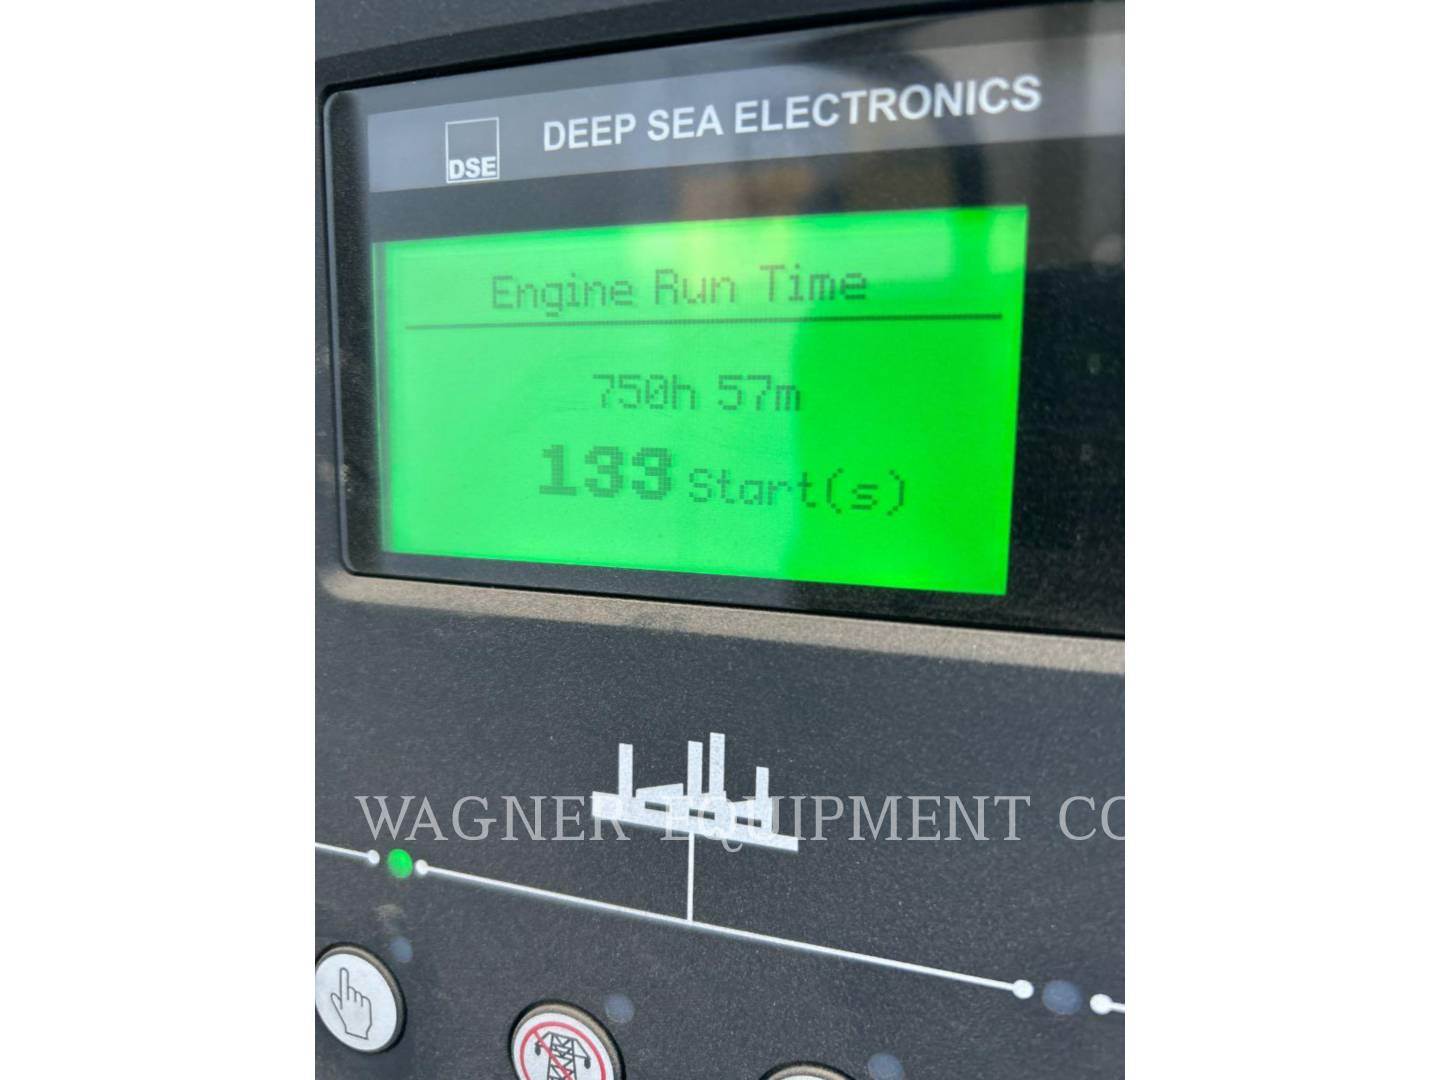 DSE DEEP SEA ELECTRONICS
Engine Run Time
750h 57m
133 Start(s)
WAGNER EQUIPMENT CO